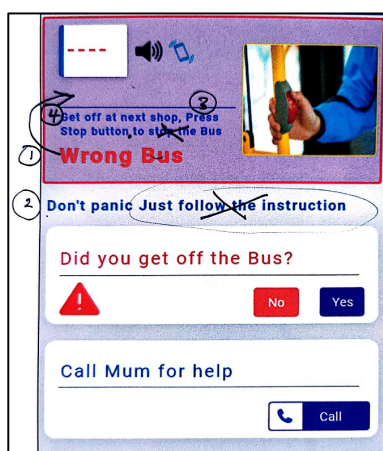 ----
3
4 Get off at next shop, Press
Stop button to stop the Bus
1 Wrong Bus
2 Don't panic Just follow the instruction
Did you get off the Bus?
No Yes
Call Mum for help
Call